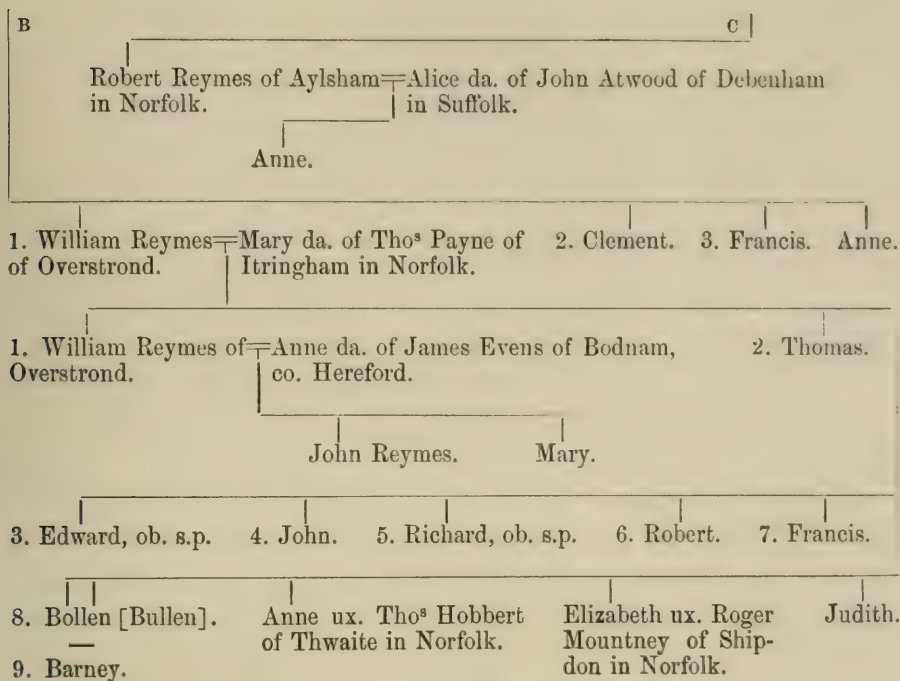 B C
Robert Reymes of Aylsham=Alice da. of John Atwood of Debenham
in Norfolk. in Suffolk.
Anne.
1. William Reymes=Mary da. of Thoˢ Payne of 2. Clement. 3. Francis. Anne.
of Overstrond. Itringham in Norfolk.
1. William Reymes of=Anne da. of James Evens of Bodnam, 2. Thomas.
Overstrond. co. Hereford.
John Reymes. Mary.
3. Edward, ob. s.p. 4. John. 5. Richard, ob. s.p. 6. Robert. 7. Francis.
8. Bollen [Bullen]. Anne ux. Thoˢ Hobbert Elizabeth ux. Roger Judith.
of Thwaite in Norfolk. Mountney of Ship-
9. Barney. don in Norfolk.